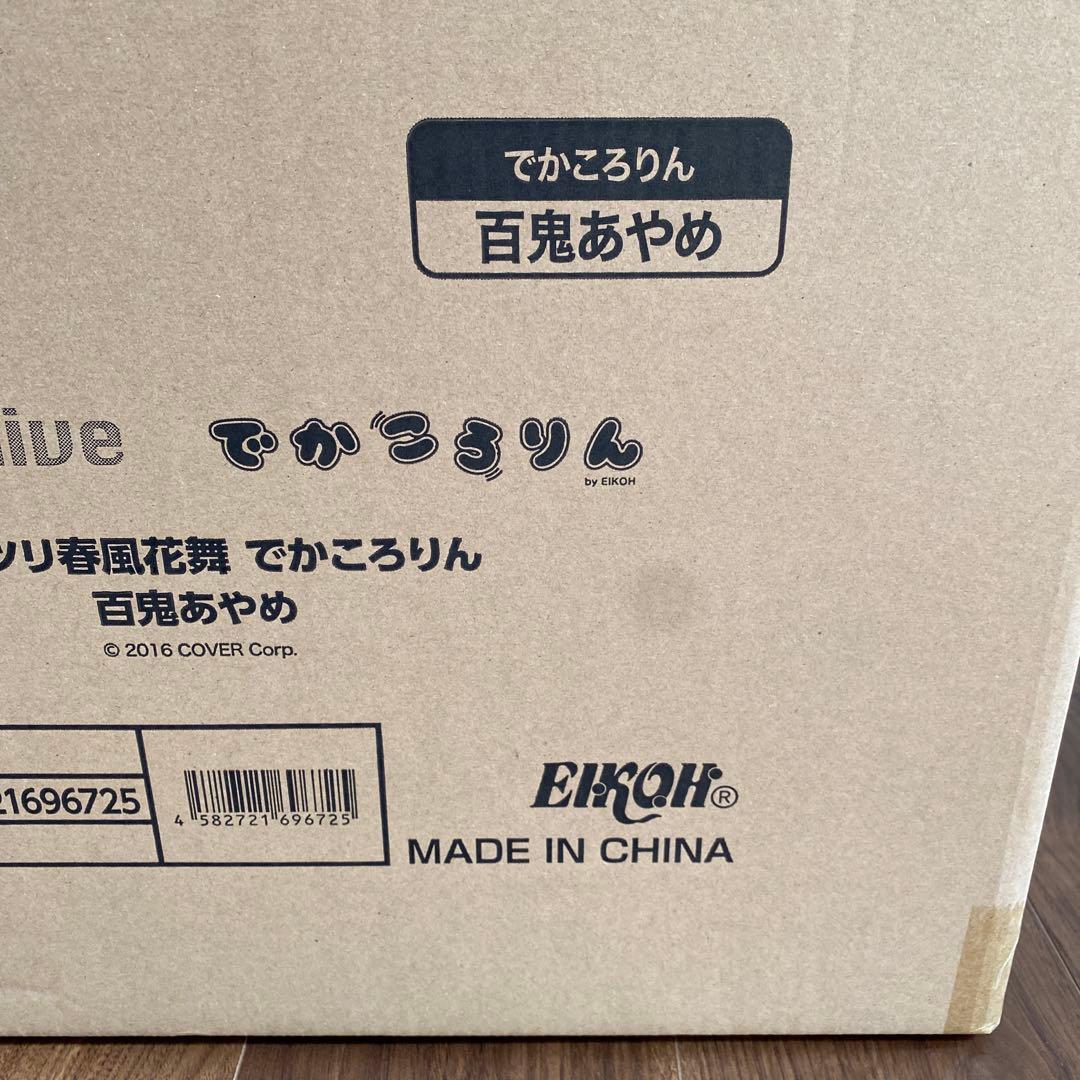 でかころりん
百鬼あやめ
live
でかころりん
by EIKOH
ツリ春風花舞 でかころりん
百鬼あやめ
© 2016 COVER Corp.
21696725
4 582721 696725
EIKOH®
MADE IN CHINA